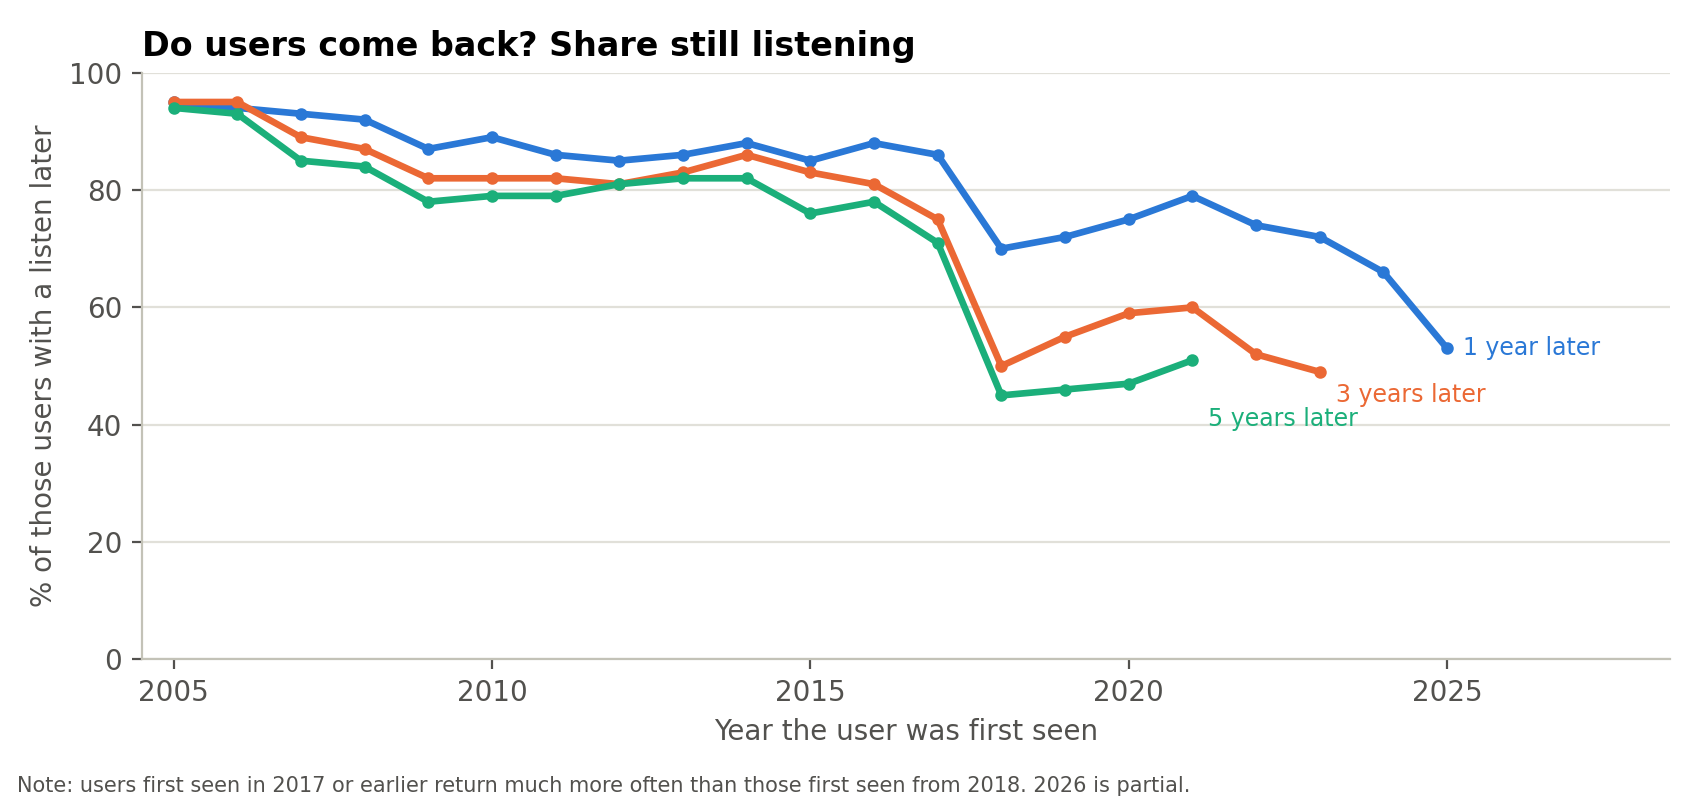 Do users come back? Share still listening
100
80
60
40
20
0
% of those users with a listen later
1 year later
3 years later
5 years later
2005 2010 2015 2020 2025
Year the user was first seen
Note: users first seen in 2017 or earlier return much more often than those first seen from 2018. 2026 is partial.